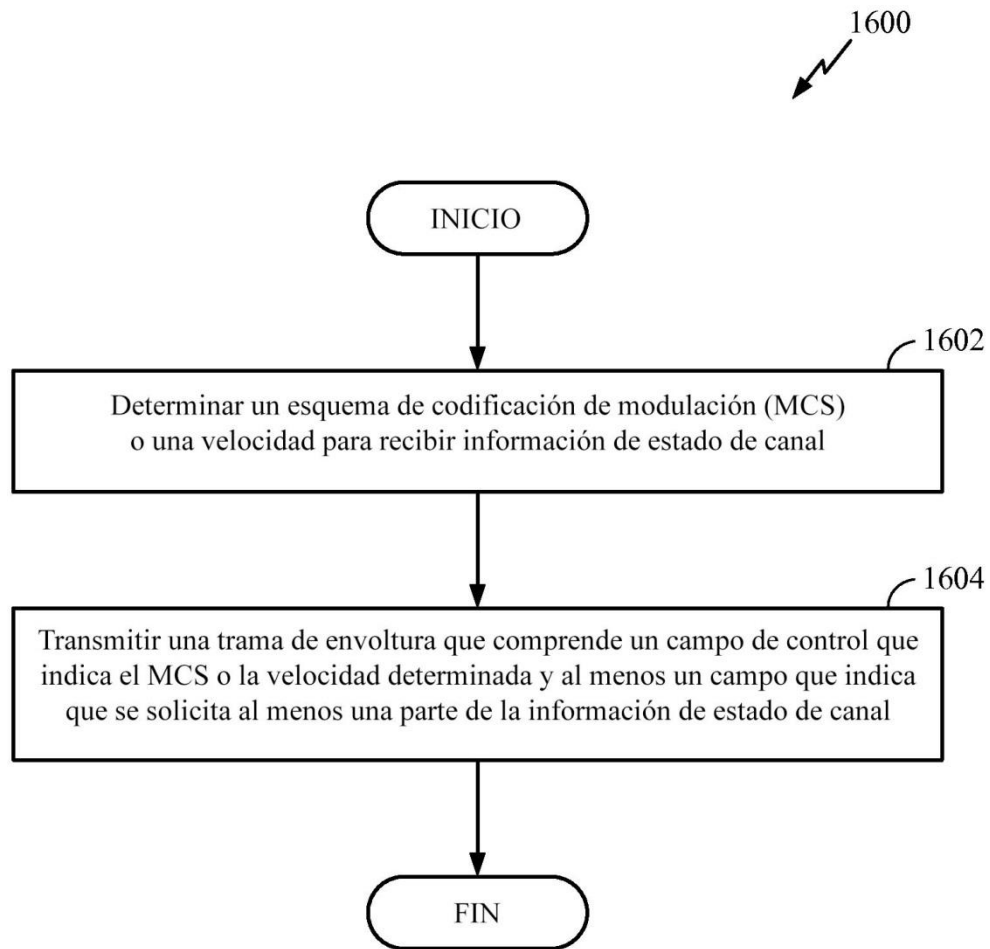 1600
INICIO
1602
Determinar un esquema de codificación de modulación (MCS)
o una velocidad para recibir información de estado de canal
1604
Transmitir una trama de envoltura que comprende un campo de control que
indica el MCS o la velocidad determinada y al menos un campo que indica
que se solicita al menos una parte de la información de estado de canal
FIN